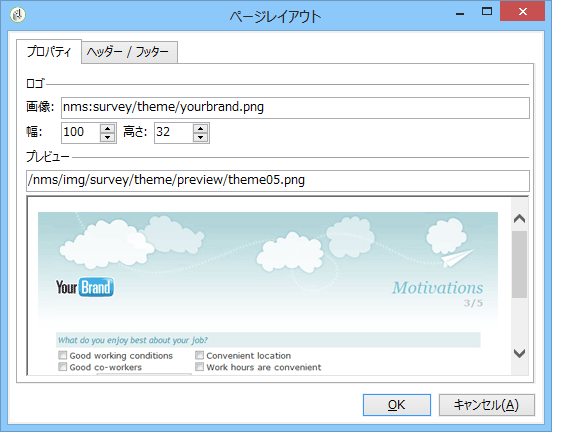 ページレイアウト
プロパティ ヘッダー / フッター
ロゴ
画像: nms:survey/theme/yourbrand.png
幅: 100 高さ: 32
プレビュー
/nms/img/survey/theme/preview/theme05.png
Your Brand
Motivations
3/5
What do you enjoy best about your job?
Good working conditions Convenient location
Good co-workers Work hours are convenient
OK キャンセル(A)